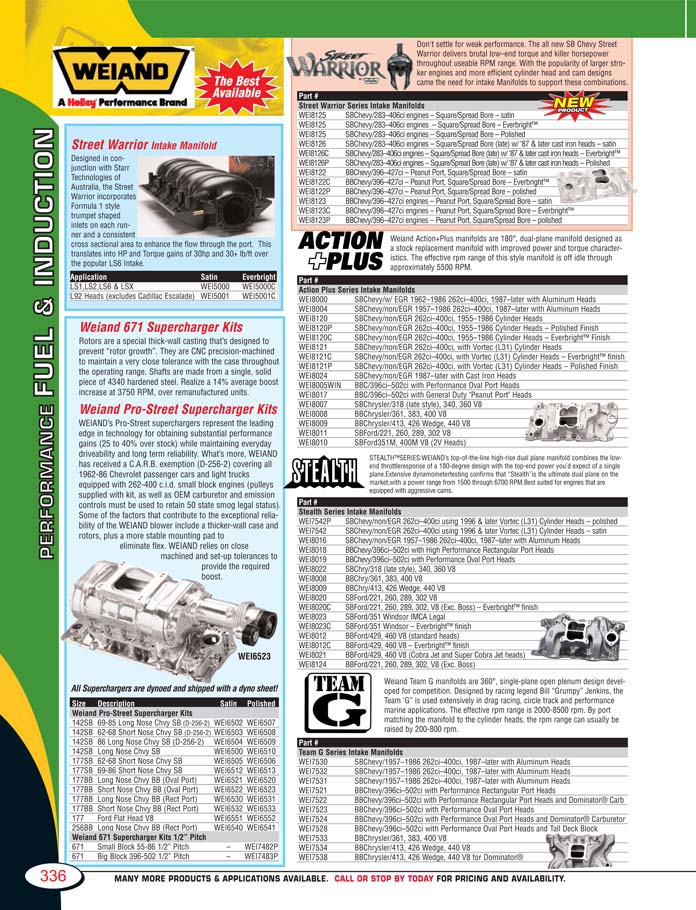 PERFORMANCE FUEL & INDUCTION
WEIAND
A Holley Performance Brand
The Best
Available
Street Warrior Intake Manifold
Designed in con-
junction with Starr
Technologies of
Australia, the Street
Warrior incorporates
Formula 1 style
trumpet shaped
inlets on each run-
ner and a consistent
cross sectional area to enhance the flow through the port. This
translates into HP and Torque gains of 30hp and 30+ lb/ft over
the popular LS6 Intake.
Application Satin Everbright
LS1,LS2,LS6 & LSX WEI5000 WEI5000C
L92 Heads (excludes Cadillac Escalade) WEI5001 WEI5001C
Weiand 671 Supercharger Kits
Rotors are a special thick-wall casting that's designed to
prevent "rotor growth". They are CNC precision-machined
to maintain a very close tolerance with the case throughout
the operating range. Shafts are made from a single, solid
piece of 4340 hardened steel. Realize a 14% average boost
increase at 3750 RPM, over remanufactured units.
Weiand Pro-Street Supercharger Kits
WEIAND's Pro-Street superchargers represent the leading
edge in technology for obtaining substantial performance
gains (25 to 40% over stock) while maintaining everyday
driveability and long term reliability. What's more, WEIAND
has received a C.A.R.B. exemption (D-256-2) covering all
1962-86 Chevrolet passenger cars and light trucks
equipped with 262-400 c.i.d. small block engines (pulleys
supplied with kit, as well as OEM carburetor and emission
controls must be used to retain 50 state smog legal status).
Some of the factors that contribute to the exceptional relia-
bility of the WEIAND blower include a thicker-wall case and
rotors, plus a more stable mounting pad to
eliminate flex. WEIAND relies on close
machined and set-up tolerances to
provide the required
boost.
WEI6523
All Superchargers are dynoed and shipped with a dyno sheet!
Size Description Satin Polished
Weiand Pro-Street Supercharger Kits
142SB 69-85 Long Nose Chvy SB (D-256-2) WEI6502 WEI6507
142SB 62-68 Short Nose Chvy SB (D-256-2) WEI6503 WEI6508
142SB 86 Long Nose Chvy SB (D-256-2) WEI6504 WEI6509
142SB Long Nose Chvy SB WEI6500 WEI6510
177SB 62-68 Short Nose Chvy SB WEI6505 WEI6506
177SB 69-86 Short Nose Chvy SB WEI6512 WEI6513
177BB Long Nose Chvy BB (Oval Port) WEI6521 WEI6520
177BB Short Nose Chvy BB (Oval Port) WEI6522 WEI6523
177BB Long Nose Chvy BB (Rect Port) WEI6530 WEI6531
177BB Short Nose Chvy BB (Rect Port) WEI6532 WEI6533
177 Ford Flat Head V8 WEI6551 WEI6552
256BB Long Nose Chvy BB (Rect Port) WEI6540 WEI6541
Weiand 671 Supercharger Kits 1/2" Pitch
671 Small Block 55-86 1/2" Pitch – WEI7482P
671 Big Block 396-502 1/2" Pitch – WEI7483P
STREET
WARRIOR
Don't settle for weak performance. The all new SB Chevy Street
Warrior delivers brutal low–end torque and killer horsepower
throughout useable RPM range. With the popularity of larger stro-
ker engines and more efficient cylinder head and cam designs
came the need for intake Manifolds to support these combinations.
NEW
PRODUCT
Part #
Street Warrior Series Intake Manifolds
WEI8125 SBChevy/283–406ci engines – Square/Spread Bore – satin
WEI8125 SBChevy/283–406ci engines – Square/Spread Bore – Everbright™
WEI8125 SBChevy/283–406ci engines – Square/Spread Bore – Polished
WEI8126 SBChevy/283–406ci engines – Square/Spread Bore (late) w/ '87 & later cast iron heads – satin
WEI8126C SBChevy/283–406ci engines – Square/Spread Bore (late) w/ '87 & later cast iron heads – Everbright™
WEI8126P SBChevy/283–406ci engines – Square/Spread Bore (late) w/ '87 & later cast iron heads – Polished
WEI8122 BBChevy/396–427ci – Peanut Port, Square/Spread Bore – satin
WEI8122C BBChevy/396–427ci – Peanut Port, Square/Spread Bore – Everbright™
WEI8122P BBChevy/396–427ci – Peanut Port, Square/Spread Bore – polished
WEI8123 BBChevy/396–427ci engines – Peanut Port, Square/Spread Bore – satin
WEI8123C BBChevy/396–427ci engines – Peanut Port, Square/Spread Bore – Everbright™
WEI8123P BBChevy/396–427ci engines – Peanut Port, Square/Spread Bore – polished
ACTION
+PLUS
Weiand Action+Plus manifolds are 180°, dual-plane manifold designed as
a stock replacement manifold with improved power and torque character-
istics. The effective rpm range of this style manifold is off idle through
approximately 5500 RPM.
Part #
Action Plus Series Intake Manifolds
WEI8000 SBChevy/w/ EGR 1962–1986 262ci–400ci, 1987–later with Aluminum Heads
WEI8004 SBChevy/non/EGR 1957–1986 262ci–400ci, 1987–later with Aluminum Heads
WEI8120 SBChevy/non/EGR 262ci–400ci, 1955–1986 Cylinder Heads
WEI8120P SBChevy/non/EGR 262ci–400ci, 1955–1986 Cylinder Heads – Polished Finish
WEI8120C SBChevy/non/EGR 262ci–400ci, 1955–1986 Cylinder Heads – Everbright™ Finish
WEI8121 SBChevy/non/EGR 262ci–400ci, with Vortec (L31) Cylinder Heads
WEI8121C SBChevy/non/EGR 262ci–400ci, with Vortec (L31) Cylinder Heads – Everbright™ finish
WEI8121P SBChevy/non/EGR 262ci–400ci, with Vortec (L31) Cylinder Heads – Polished Finish
WEI8024 SBChevy/non/EGR 1987–later with Cast Iron Heads
WEI8005WIN BBC/396ci–502ci with Performance Oval Port Heads
WEI8017 BBC/396ci–502ci with General Duty "Peanut Port" Heads
WEI8007 SBChrysler/318 (late style), 340, 360 V8
WEI8008 BBChrysler/361, 383, 400 V8
WEI8009 BBChrysler/413, 426 Wedge, 440 V8
WEI8011 SBFord/221, 260, 289, 302 V8
WEI8010 SBFord351M, 400M V8 (2V Heads)
STEALTH
STEALTH™SERIES:WEIAND's top-of-the-line high-rise dual plane manifold combines the low-
end throttleresponse of a 180-degree design with the top-end power you'd expect of a single
plane.Extensive dynamometertesting confirms that "Stealth"is the ultimate dual plane on the
market,with a power range from 1500 through 6700 RPM.Best suited for engines that are
equipped with aggressive cams.
Part #
Stealth Series Intake Manifolds
WEI7542P SBChevy/non/EGR 262ci–400ci using 1996 & later Vortec (L31) Cylinder Heads – polished
WEI7542 SBChevy/non/EGR 262ci–400ci using 1996 & later Vortec (L31) Cylinder Heads – satin
WEI8016 SBChevy/non/EGR 1957–1986 262ci–400ci, 1987–later with Aluminum Heads
WEI8018 BBChevy/396ci–502ci with High Performance Rectangular Port Heads
WEI8019 BBChevy/396ci–502ci with Performance Oval Port Heads
WEI8022 SBChry/318 (late style), 340, 360 V8
WEI8008 BBChry/361, 383, 400 V8
WEI8009 BBChry/413, 426 Wedge, 440 V8
WEI8020 SBFord/221, 260, 289, 302 V8
WEI8020C SBFord/221, 260, 289, 302, V8 (Exc. Boss) – Everbright™ finish
WEI8023 SBFord/351 Windsor IMCA Legal
WEI8023C SBFord/351 Windsor – Everbright™ finish
WEI8012 BBFord/429, 460 V8 (standard heads)
WEI8012C BBFord/429, 460 V8 – Everbright™ finish
WEI8021 BBFord/429, 460 V8 (Cobra Jet and Super Cobra Jet heads)
WEI8124 BBFord/221, 260, 289, 302, V8 (Exc. Boss)
TEAM
G
Weiand Team G manifolds are 360°, single-plane open plenum design devel-
oped for competition. Designed by racing legend Bill "Grumpy" Jenkins, the
Team 'G" is used extensively in drag racing, circle track and performance
marine applications. The effective rpm range is 2000-8500 rpm. By port
matching the manifold to the cylinder heads, the rpm range can usually be
raised by 200-800 rpm.
Part #
Team G Series Intake Manifolds
WEI7530 SBChevy/1957–1986 262ci–400ci, 1987–later with Aluminum Heads
WEI7532 SBChevy/1957–1986 262ci–400ci, 1987–later with Aluminum Heads
WEI7531 SBChevy/1957–1986 262ci–400ci, 1987–later with Aluminum Heads
WEI7521 BBChevy/396ci–502ci with Performance Rectangular Port Heads
WEI7522 BBChevy/396ci–502ci with Performance Rectangular Port Heads and Dominator® Carb
WEI7523 BBChevy/396ci–502ci with Performance Oval Port Heads
WEI7524 BBChevy/396ci–502ci with Performance Oval Port Heads and Dominator® Carburetor
WEI7528 BBChevy/396ci–502ci with Performance Oval Port Heads and Tall Deck Block
WEI7533 BBChrysler/361, 383, 400 V8
WEI7534 BBChrysler/413, 426 Wedge, 440 V8
WEI7538 BBChrysler/413, 426 Wedge, 440 V8 for Dominator®
336
MANY MORE PRODUCTS & APPLICATIONS AVAILABLE. CALL OR STOP BY TODAY FOR PRICING AND AVAILABILITY.